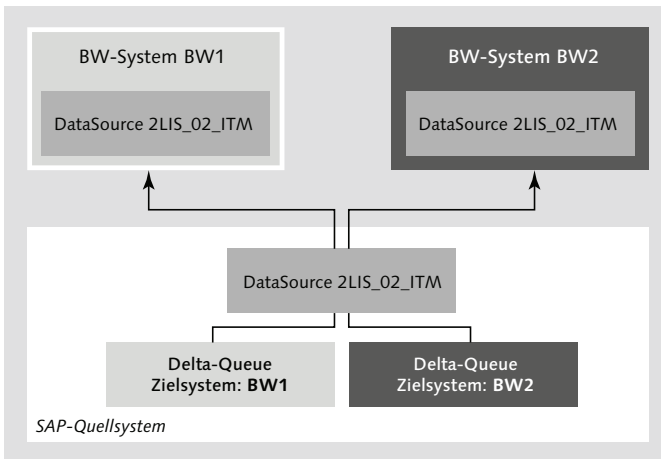 BW-System BW1
DataSource 2LIS_02_ITM
BW-System BW2
DataSource 2LIS_02_ITM
DataSource 2LIS_02_ITM
Delta-Queue
Zielsystem: BW1
Delta-Queue
Zielsystem: BW2
SAP-Quellsystem